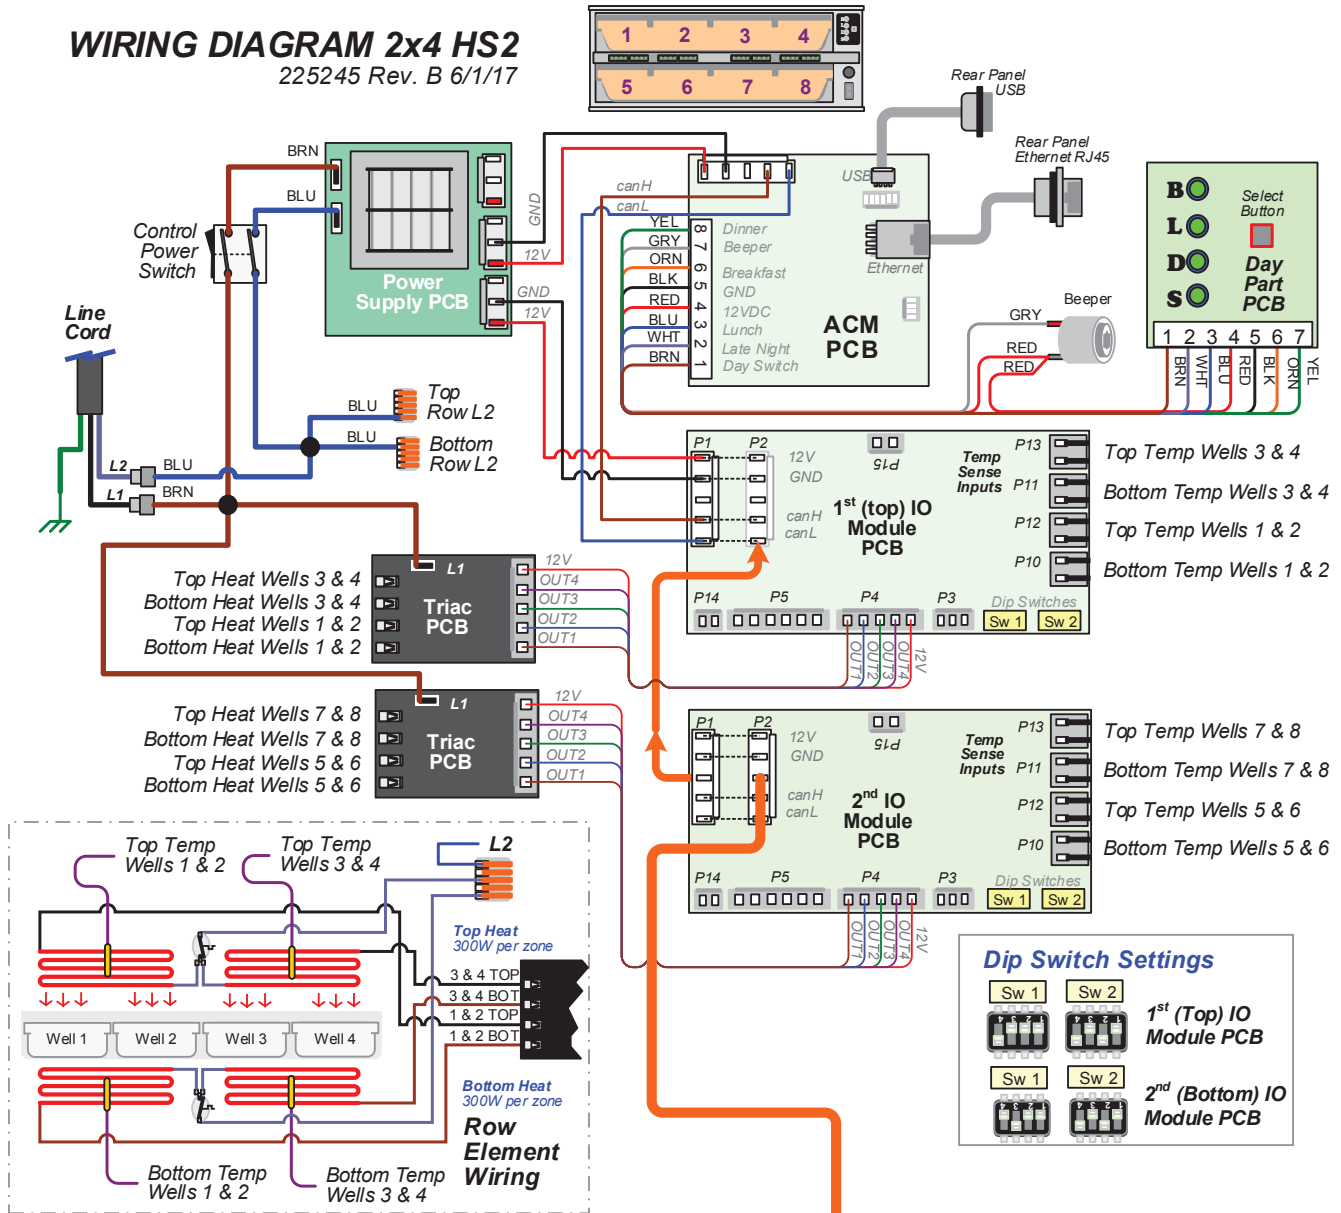 WIRING DIAGRAM 2x4 HS2
225245 Rev. B 6/1/17
1 2 3 4
5 6 7 8
Rear Panel
USB
Rear Panel
Ethernet RJ45
BRN
BLU
Control
Power
Switch
Power
Supply PCB
GND
12V
GND
12V
canH
canL
USB
Ethernet
YEL 8 Dinner
GRY 7 Beeper
ORN 6 Breakfast
BLK 5 GND
RED 4 12VDC
BLU 3 Lunch
WHT 2 Late Night
BRN 1 Day Switch
ACM
PCB
B
L
D
S
Select
Button
Day
Part
PCB
1 2 3 4 5 6 7
BRN
WHT
BLU
RED
BLK
ORN
YEL
Beeper
GRY
RED
RED
Line
Cord
L2
BLU
L1
BRN
BLU
Top
Row L2
BLU
Bottom
Row L2
P1
P2
12V
GND
canH
canL
P15
1st (top) IO
Module
PCB
Temp
Sense
Inputs
P13
Top Temp Wells 3 & 4
P11
Bottom Temp Wells 3 & 4
P12
Top Temp Wells 1 & 2
P10
Bottom Temp Wells 1 & 2
P14
P5
P4
P3
Dip Switches
Sw 1
Sw 2
OUT1
OUT2
OUT3
OUT4
12V
Top Heat Wells 3 & 4
Bottom Heat Wells 3 & 4
Top Heat Wells 1 & 2
Bottom Heat Wells 1 & 2
L1
Triac
PCB
12V
OUT4
OUT3
OUT2
OUT1
Top Heat Wells 7 & 8
Bottom Heat Wells 7 & 8
Top Heat Wells 5 & 6
Bottom Heat Wells 5 & 6
L1
Triac
PCB
12V
OUT4
OUT3
OUT2
OUT1
P1
P2
12V
GND
canH
canL
P15
2nd IO
Module
PCB
Temp
Sense
Inputs
P13
Top Temp Wells 7 & 8
P11
Bottom Temp Wells 7 & 8
P12
Top Temp Wells 5 & 6
P10
Bottom Temp Wells 5 & 6
P14
P5
P4
P3
Dip Switches
Sw 1
Sw 2
OUT1
OUT2
OUT3
OUT4
12V
Top Temp
Wells 1 & 2
Top Temp
Wells 3 & 4
L2
Top Heat
300W per zone
3 & 4 TOP
3 & 4 BOT
1 & 2 TOP
1 & 2 BOT
Well 1
Well 2
Well 3
Well 4
Bottom Heat
300W per zone
Row
Element
Wiring
Bottom Temp
Wells 1 & 2
Bottom Temp
Wells 3 & 4
Dip Switch Settings
Sw 1
Sw 2
1st (Top) IO
Module PCB
Sw 1
Sw 2
2nd (Bottom) IO
Module PCB